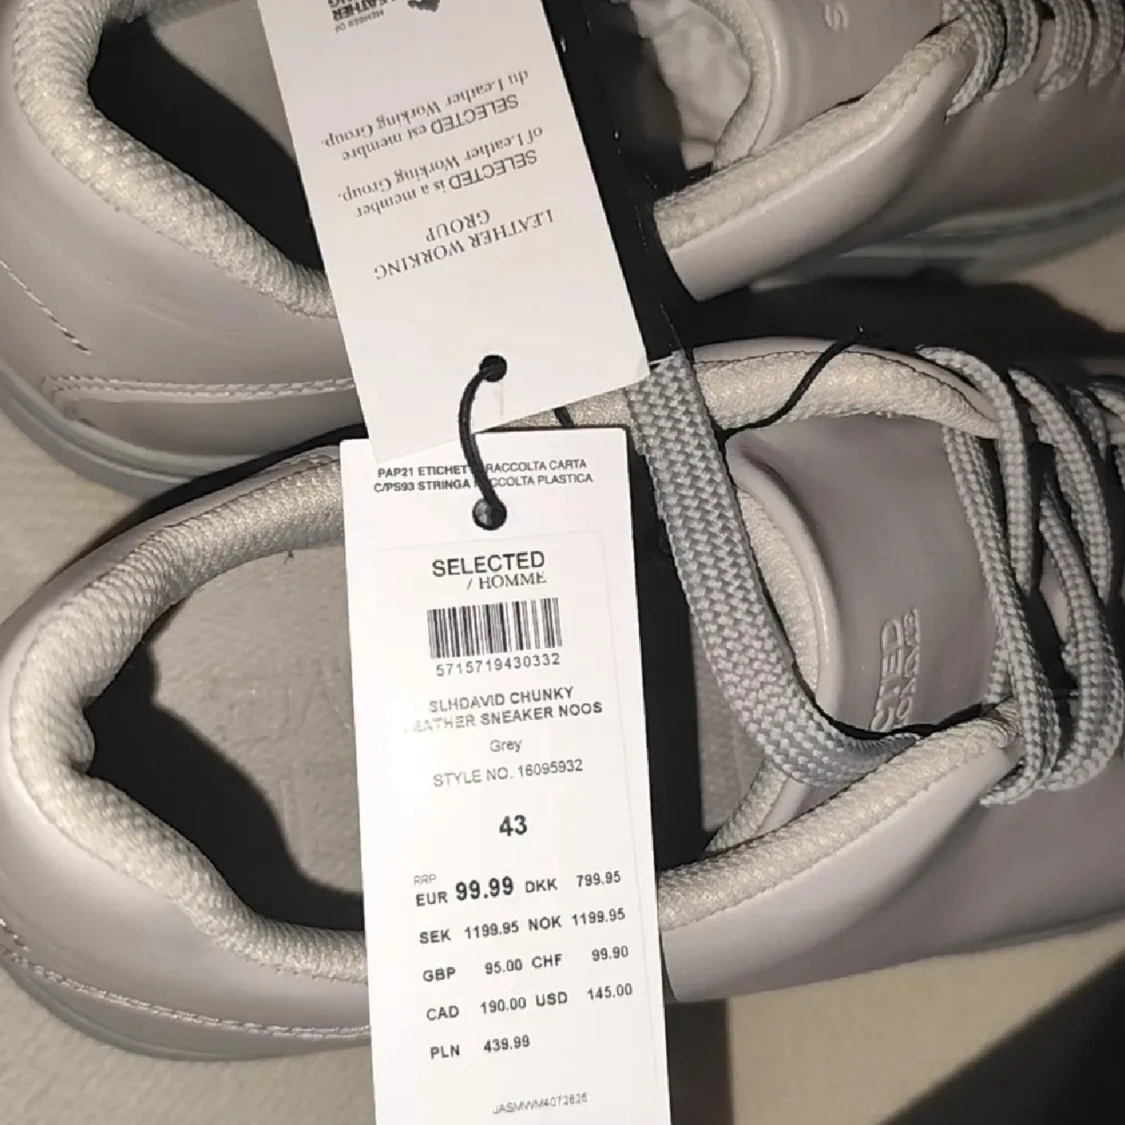 MEMBER OF
LEATHER WORKING
GROUP
SELECTED is a member
of Leather Working Group.
SELECTED est membre
du Leather Working Group.
PAP21 RACCOLTA CARTA
C/PS93 STRINGA PLASTICA
SELECTED
/ HOMME
5715719430332
SLHDAVID CHUNKY
LEATHER SNEAKER NOOS
Grey
STYLE NO. 16095932
43
RRP
EUR 99.99 DKK 799.95
SEK 1199.95 NOK 1199.95
GBP 95.00 CHF 99.90
CAD 190.00 USD 145.00
PLN 439.99